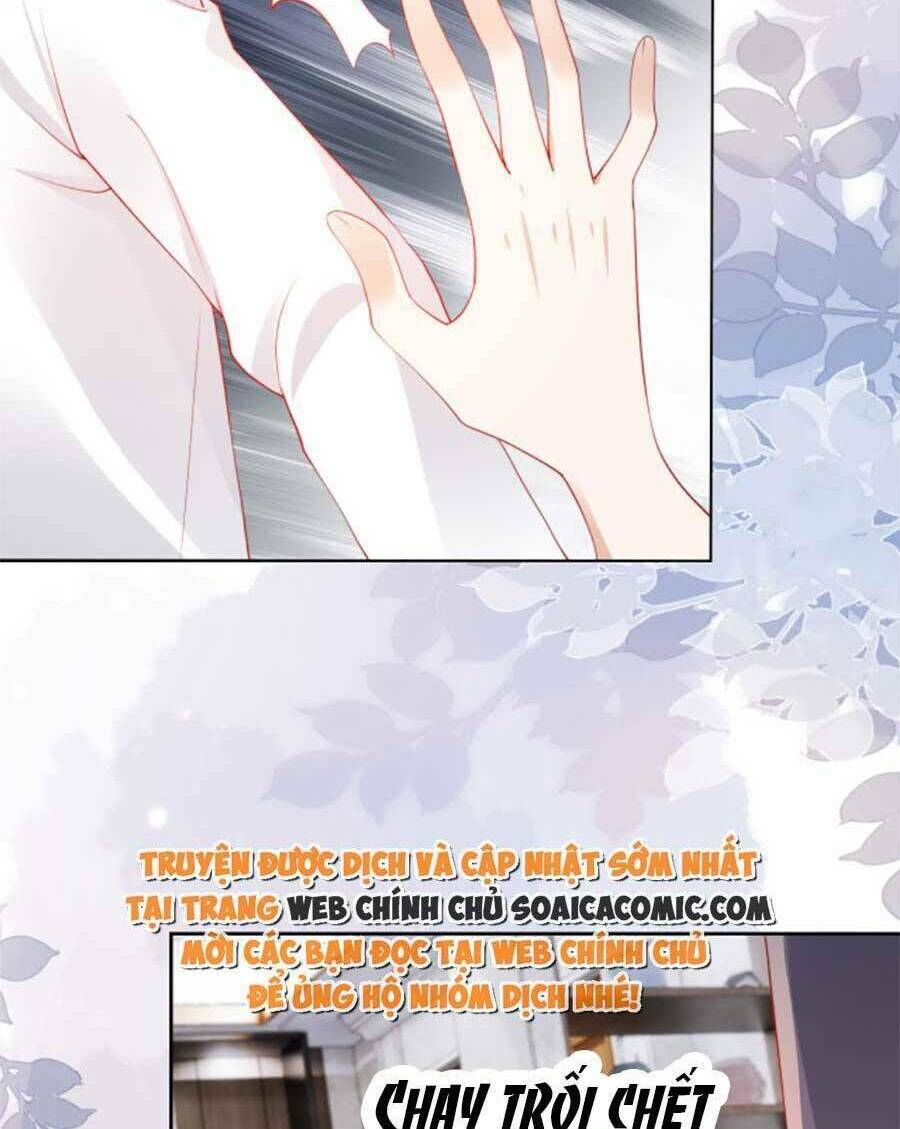 TRUYỆN ĐƯỢC DỊCH VÀ CẬP NHẬT SỚM NHẤT
TẠI TRANG WEB CHÍNH CHỦ SOAICACOMIC.COM
MỜI CÁC BẠN ĐỌC TẠI WEB CHÍNH CHỦ
ĐỂ ỦNG HỘ NHÓM DỊCH NHÉ!
CHẠY TRỐI CHẾT